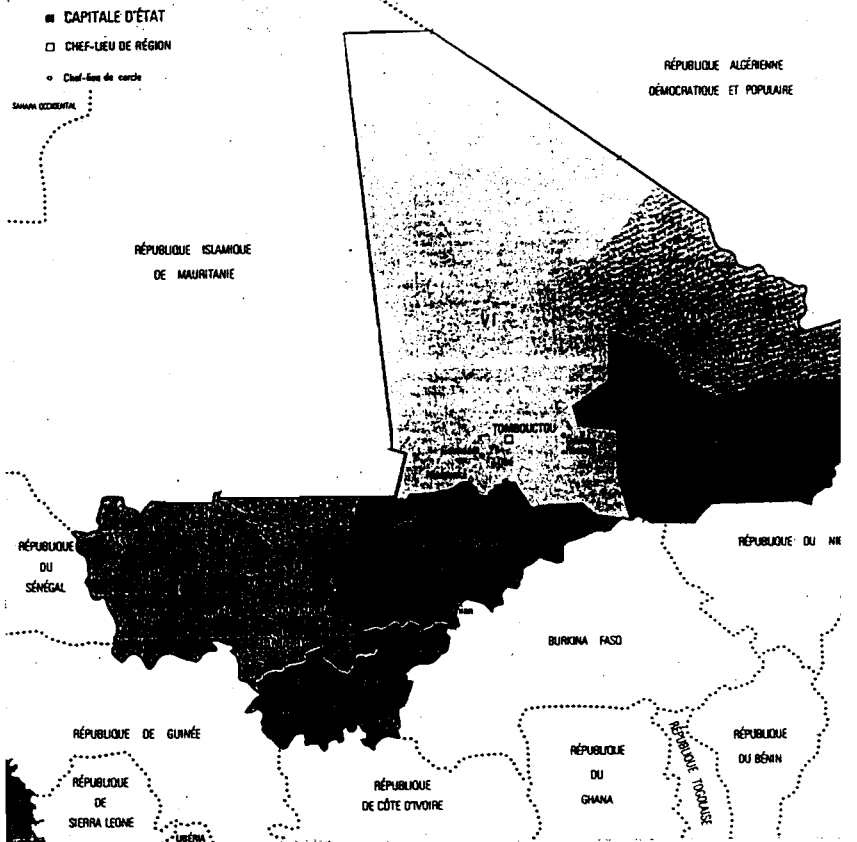 CAPITALE D'ÉTAT
CHEF-LIEU DE RÉGION
Chef-lieu de cercle
SAHARA OCCIDENTAL
RÉPUBLIQUE ALGÉRIENNE
DÉMOCRATIQUE ET POPULAIRE
RÉPUBLIQUE ISLAMIQUE
DE MAURITANIE
VI
TOMBOUCTOU
RÉPUBLIQUE
DU
SÉNÉGAL
RÉPUBLIQUE DU NIE
BURKINA FASO
RÉPUBLIQUE DE GUINÉE
RÉPUBLIQUE
DE
SIERRA LEONE
LIBÉRIA
RÉPUBLIQUE
DE CÔTE D'IVOIRE
RÉPUBLIQUE
DU
GHANA
RÉPUBLIQUE TOGOLAISE
RÉPUBLIQUE
DU BÉNIN